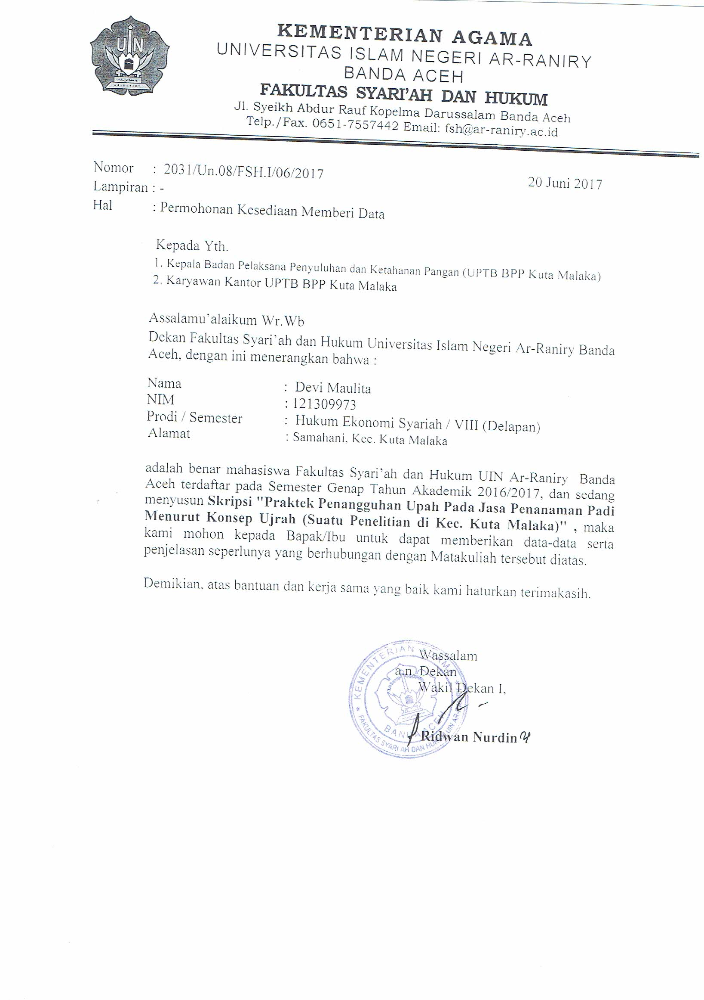 UIN
AR-RANIRY
KEMENTERIAN AGAMA
UNIVERSITAS ISLAM NEGERI AR-RANIRY
BANDA ACEH
FAKULTAS SYARI'AH DAN HUKUM
Jl. Syeikh Abdur Rauf Kopelma Darussalam Banda Aceh
Telp./Fax. 0651-7557442 Email: fsh@ar-raniry.ac.id
Nomor : 2031/Un.08/FSH.I/06/2017
20 Juni 2017
Lampiran : -
Hal : Permohonan Kesediaan Memberi Data
Kepada Yth.
1. Kepala Badan Pelaksana Penyuluhan dan Ketahanan Pangan (UPTB BPP Kuta Malaka)
2. Karyawan Kantor UPTB BPP Kuta Malaka
Assalamu'alaikum Wr.Wb
Dekan Fakultas Syari'ah dan Hukum Universitas Islam Negeri Ar-Raniry Banda
Aceh, dengan ini menerangkan bahwa :
Nama : Devi Maulita
NIM : 121309973
Prodi / Semester : Hukum Ekonomi Syariah / VIII (Delapan)
Alamat : Samahani, Kec. Kuta Malaka
adalah benar mahasiswa Fakultas Syari'ah dan Hukum UIN Ar-Raniry Banda
Aceh terdaftar pada Semester Genap Tahun Akademik 2016/2017, dan sedang
menyusun Skripsi "Praktek Penangguhan Upah Pada Jasa Penanaman Padi
Menurut Konsep Ujrah (Suatu Penelitian di Kec. Kuta Malaka)" , maka
kami mohon kepada Bapak/Ibu untuk dapat memberikan data-data serta
penjelasan seperlunya yang berhubungan dengan Matakuliah tersebut diatas.
Demikian, atas bantuan dan kerja sama yang baik kami haturkan terimakasih.
Wassalam
a.n. Dekan
Wakil Dekan I,
Ridwan Nurdin
KEMENTERIAN AGAMA
BANDA ACEH
FAKULTAS SYARI AH DAN HUKUM UIN AR-RANIRY